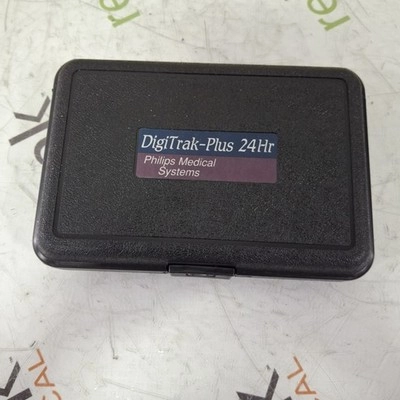 DigiTrak-Plus 24Hr
Philips Medical
Systems